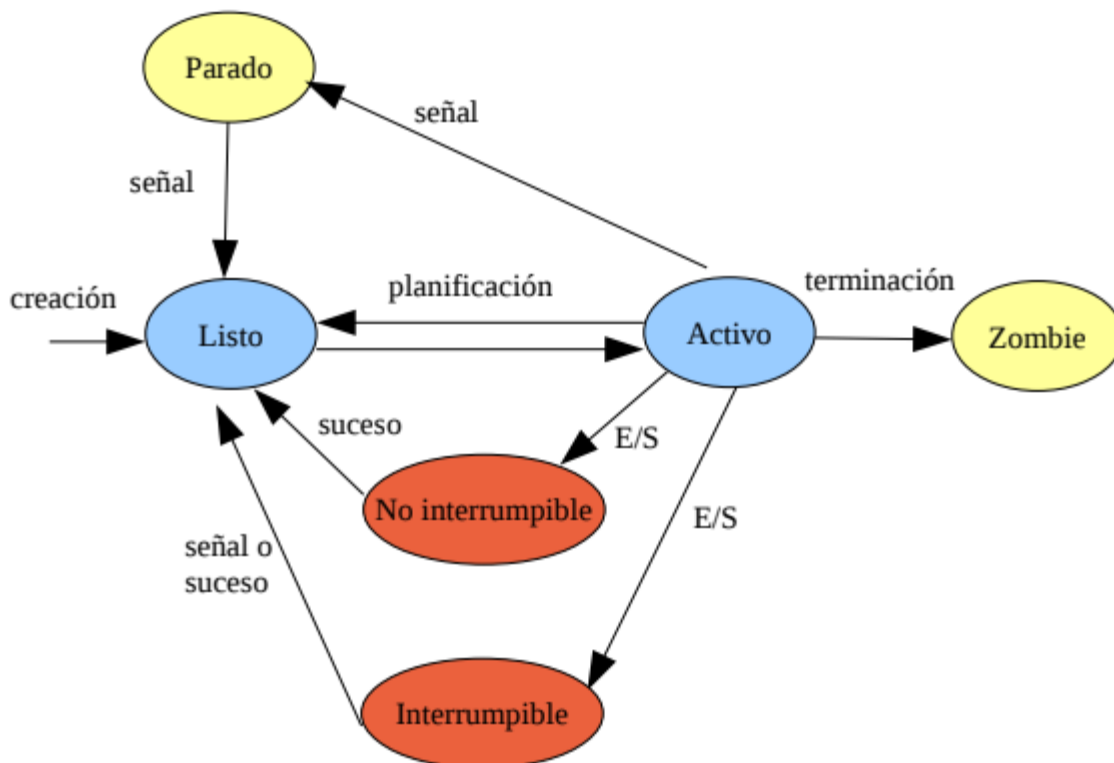 Parado
señal
señal
creación
planificación
terminación
Listo
Activo
Zombie
suceso
E/S
No interrumpible
E/S
señal o
suceso
Interrumpible